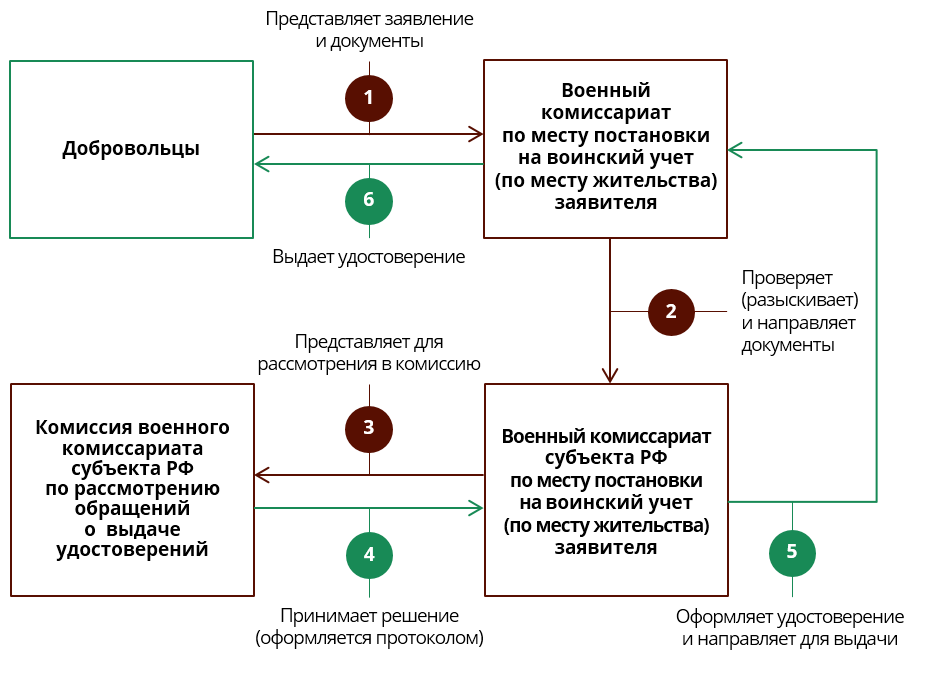 Представляет заявление
и документы
1
Добровольцы
Военный
комиссариат
по месту постановки
на воинский учет
(по месту жительства)
заявителя
6
Выдает удостоверение
2
Проверяет
(разыскивает)
и направляет
документы
Представляет для
рассмотрения в комиссию
3
Комиссия военного
комиссариата
субъекта РФ
по рассмотрению
обращений
о выдаче
удостоверений
Военный комиссариат
субъекта РФ
по месту постановки
на воинский учет
(по месту жительства)
заявителя
4
Принимает решение
(оформляется протоколом)
5
Оформляет удостоверение
и направляет для выдачи